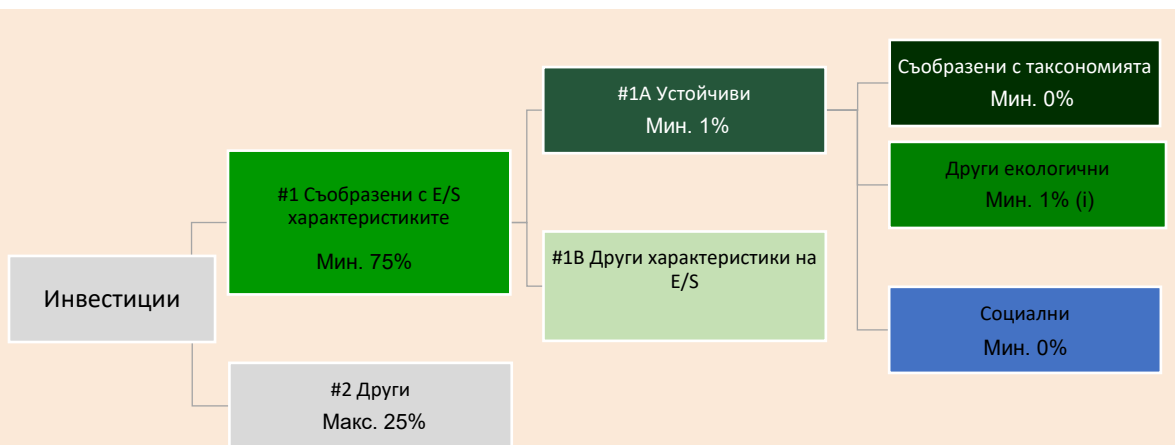 Инвестиции
#1 Съобразени с E/S
характеристиките
Мин. 75%
#2 Други
Макс. 25%
#1A Устойчиви
Мин. 1%
#1B Други характеристики на
E/S
Съобразени с таксономията
Мин. 0%
Други екологични
Мин. 1% (i)
Социални
Мин. 0%